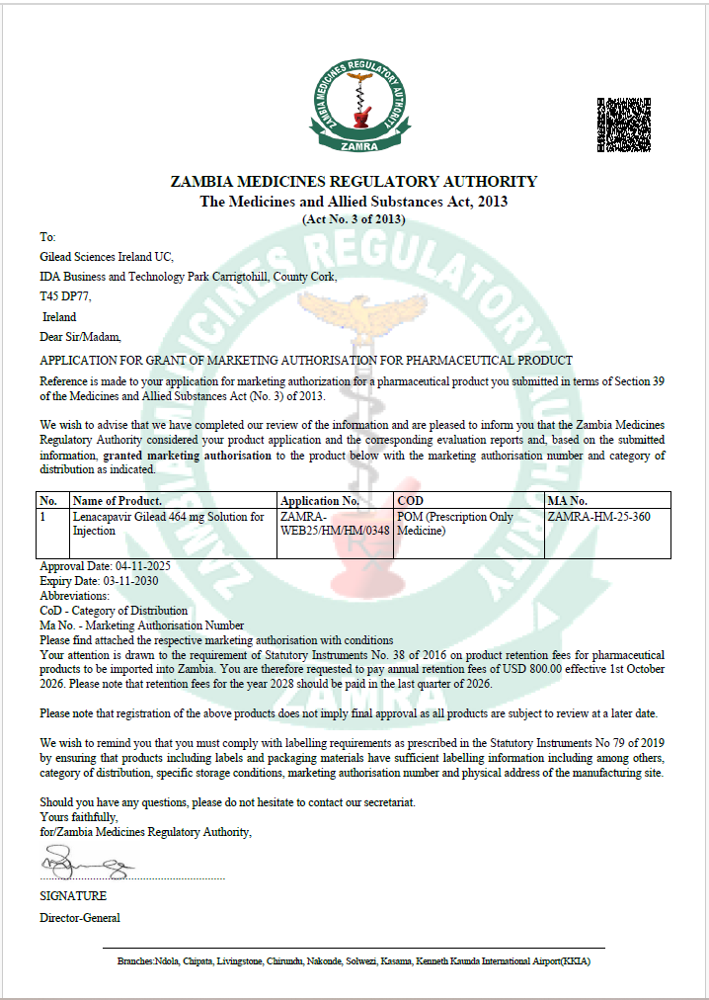 ZAMBIA MEDICINES REGULATORY AUTHORITY
ZAMRA
ZAMBIA MEDICINES REGULATORY AUTHORITY
The Medicines and Allied Substances Act, 2013
(Act No. 3 of 2013)
To:
Gilead Sciences Ireland UC,
IDA Business and Technology Park Carrigtohill, County Cork,
T45 DP77,
Ireland
Dear Sir/Madam,
APPLICATION FOR GRANT OF MARKETING AUTHORISATION FOR PHARMACEUTICAL PRODUCT
Reference is made to your application for marketing authorization for a pharmaceutical product you submitted in terms of Section 39
of the Medicines and Allied Substances Act (No. 3) of 2013.
We wish to advise that we have completed our review of the information and are pleased to inform you that the Zambia Medicines
Regulatory Authority considered your product application and the corresponding evaluation reports and, based on the submitted
information, granted marketing authorisation to the product below with the marketing authorisation number and category of
distribution as indicated.
No. Name of Product. Application No. COD MA No.
1 Lenacapavir Gilead 464 mg Solution for ZAMRA- POM (Prescription Only ZAMRA-HM-25-360
Injection WEB25/HM/HM/0348 Medicine)
Approval Date: 04-11-2025
Expiry Date: 03-11-2030
Abbreviations:
CoD - Category of Distribution
Ma No. - Marketing Authorisation Number
Please find attached the respective marketing authorisation with conditions
Your attention is drawn to the requirement of Statutory Instruments No. 38 of 2016 on product retention fees for pharmaceutical
products to be imported into Zambia. You are therefore requested to pay annual retention fees of USD 800.00 effective 1st October
2026. Please note that retention fees for the year 2028 should be paid in the last quarter of 2026.
Please note that registration of the above products does not imply final approval as all products are subject to review at a later date.
We wish to remind you that you must comply with labelling requirements as prescribed in the Statutory Instruments No 79 of 2019
by ensuring that products including labels and packaging materials have sufficient labelling information including among others,
category of distribution, specific storage conditions, marketing authorisation number and physical address of the manufacturing site.
Should you have any questions, please do not hesitate to contact our secretariat.
Yours faithfully,
for/Zambia Medicines Regulatory Authority,
SIGNATURE
Director-General
Branches:Ndola, Chipata, Livingstone, Chirundu, Nakonde, Solwezi, Kasama, Kenneth Kaunda International Airport(KKIA)
ZAMBIA MEDICINES REGULATORY AUTHORITY
Rx
ZAMRA